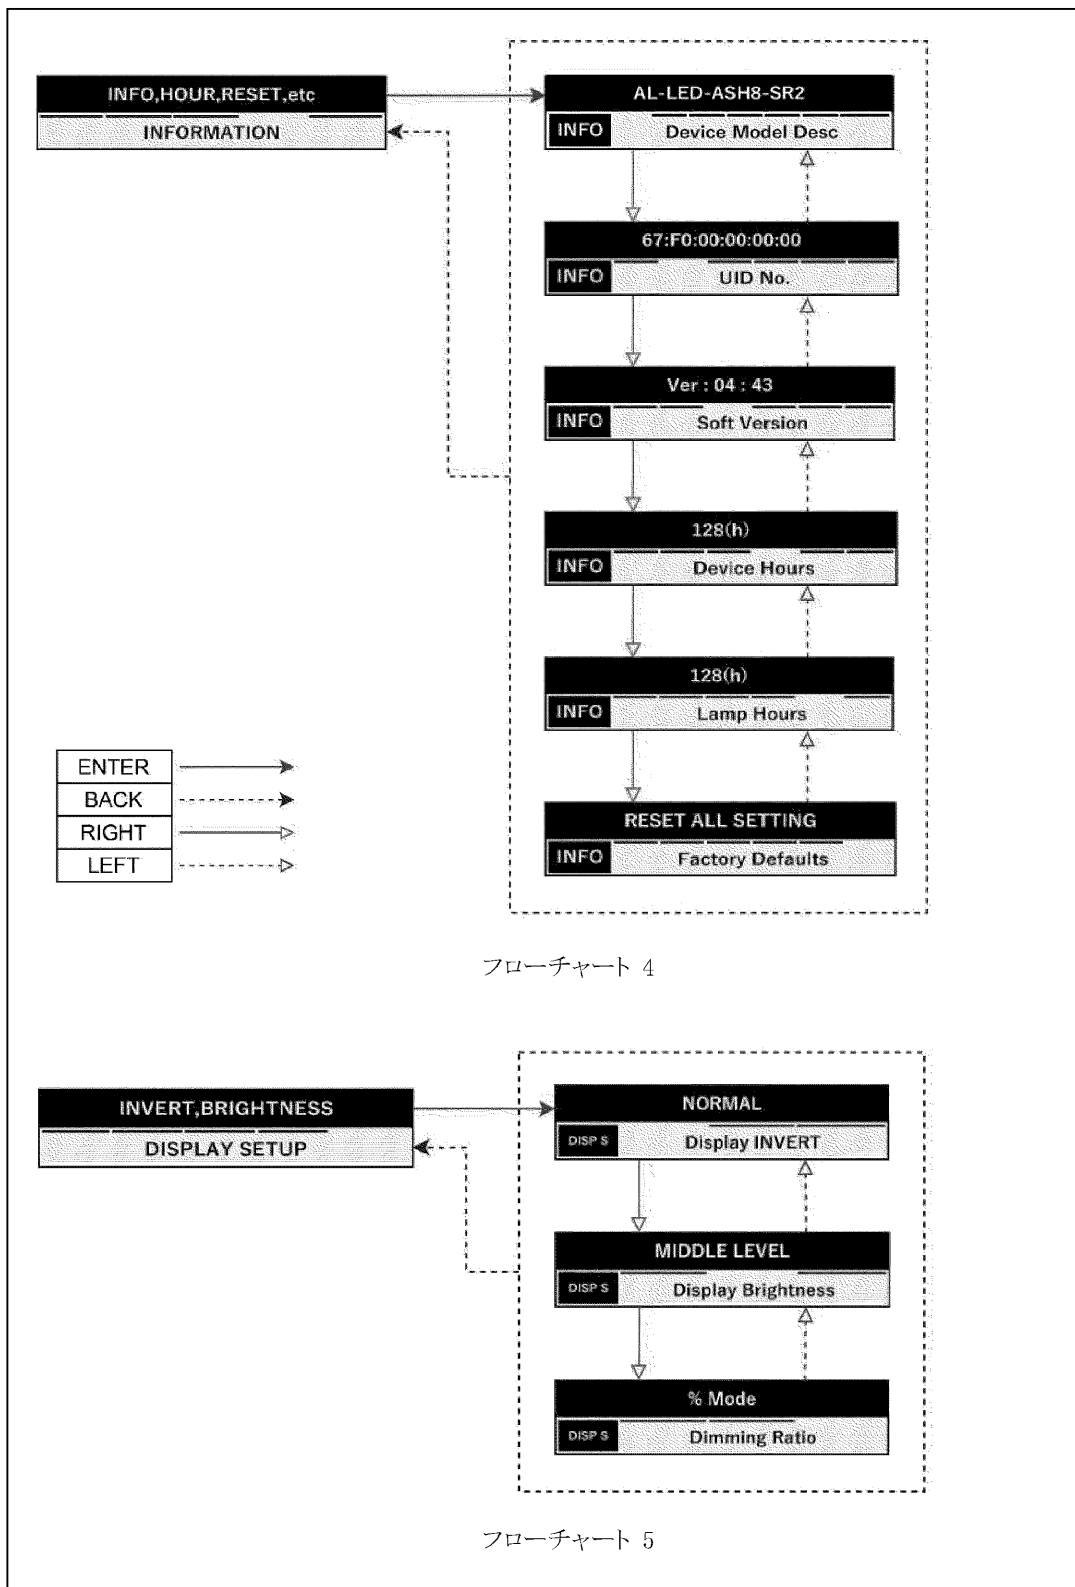 INFO,HOUR,RESET,etc
INFORMATION
AL-LED-ASH8-SR2
INFO
Device Model Desc
67:F0:00:00:00:00
INFO
UID No.
Ver : 04 : 43
INFO
Soft Version
128(h)
INFO
Device Hours
128(h)
INFO
Lamp Hours
RESET ALL SETTING
INFO
Factory Defaults
ENTER
BACK
RIGHT
LEFT
フローチャート 4
INVERT,BRIGHTNESS
DISPLAY SETUP
NORMAL
DISP S
Display INVERT
MIDDLE LEVEL
DISP S
Display Brightness
% Mode
DISP S
Dimming Ratio
フローチャート 5